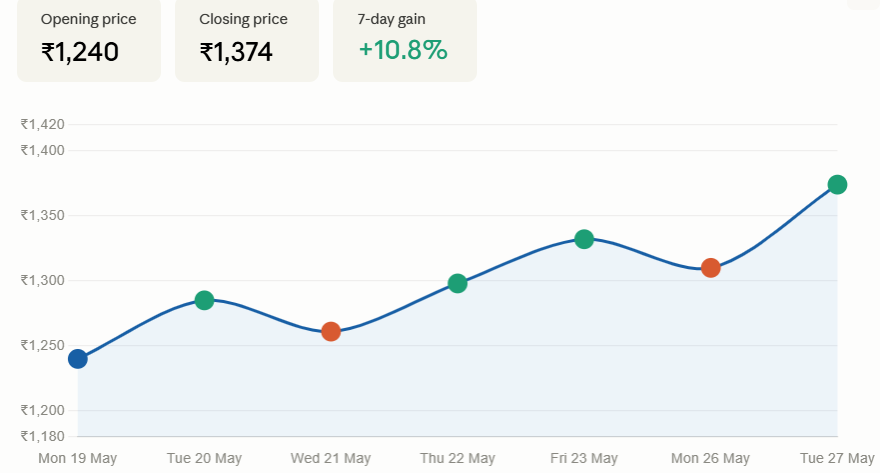 Opening price
₹1,240
Closing price
₹1,374
7-day gain
+10.8%
₹1,420
₹1,400
₹1,350
₹1,300
₹1,250
₹1,200
₹1,180
Mon 19 May
Tue 20 May
Wed 21 May
Thu 22 May
Fri 23 May
Mon 26 May
Tue 27 May